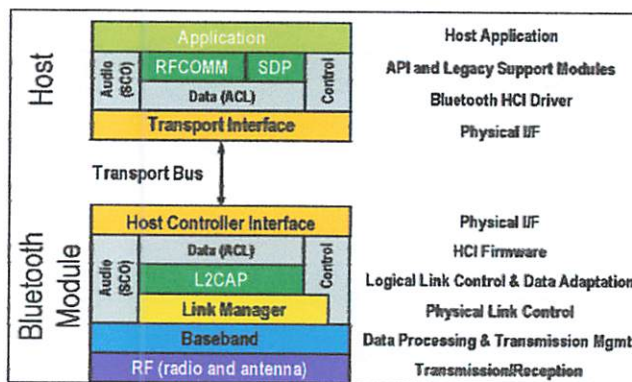 Host
Application
Host Application
Audio (SCO)
RFCOMM
SDP
Control
API and Legacy Support Modules
Data (ACL)
Bluetooth HCI Driver
Transport Interface
Physical I/F
Transport Bus
Bluetooth Module
Host Controller Interface
Physical I/F
Audio (SCO)
Data (ACL)
Control
HCI Firmware
L2CAP
Logical Link Control & Data Adaptation
Link Manager
Physical Link Control
Baseband
Data Processing & Transmission Mgmt
RF (radio and antenna)
Transmission/Reception